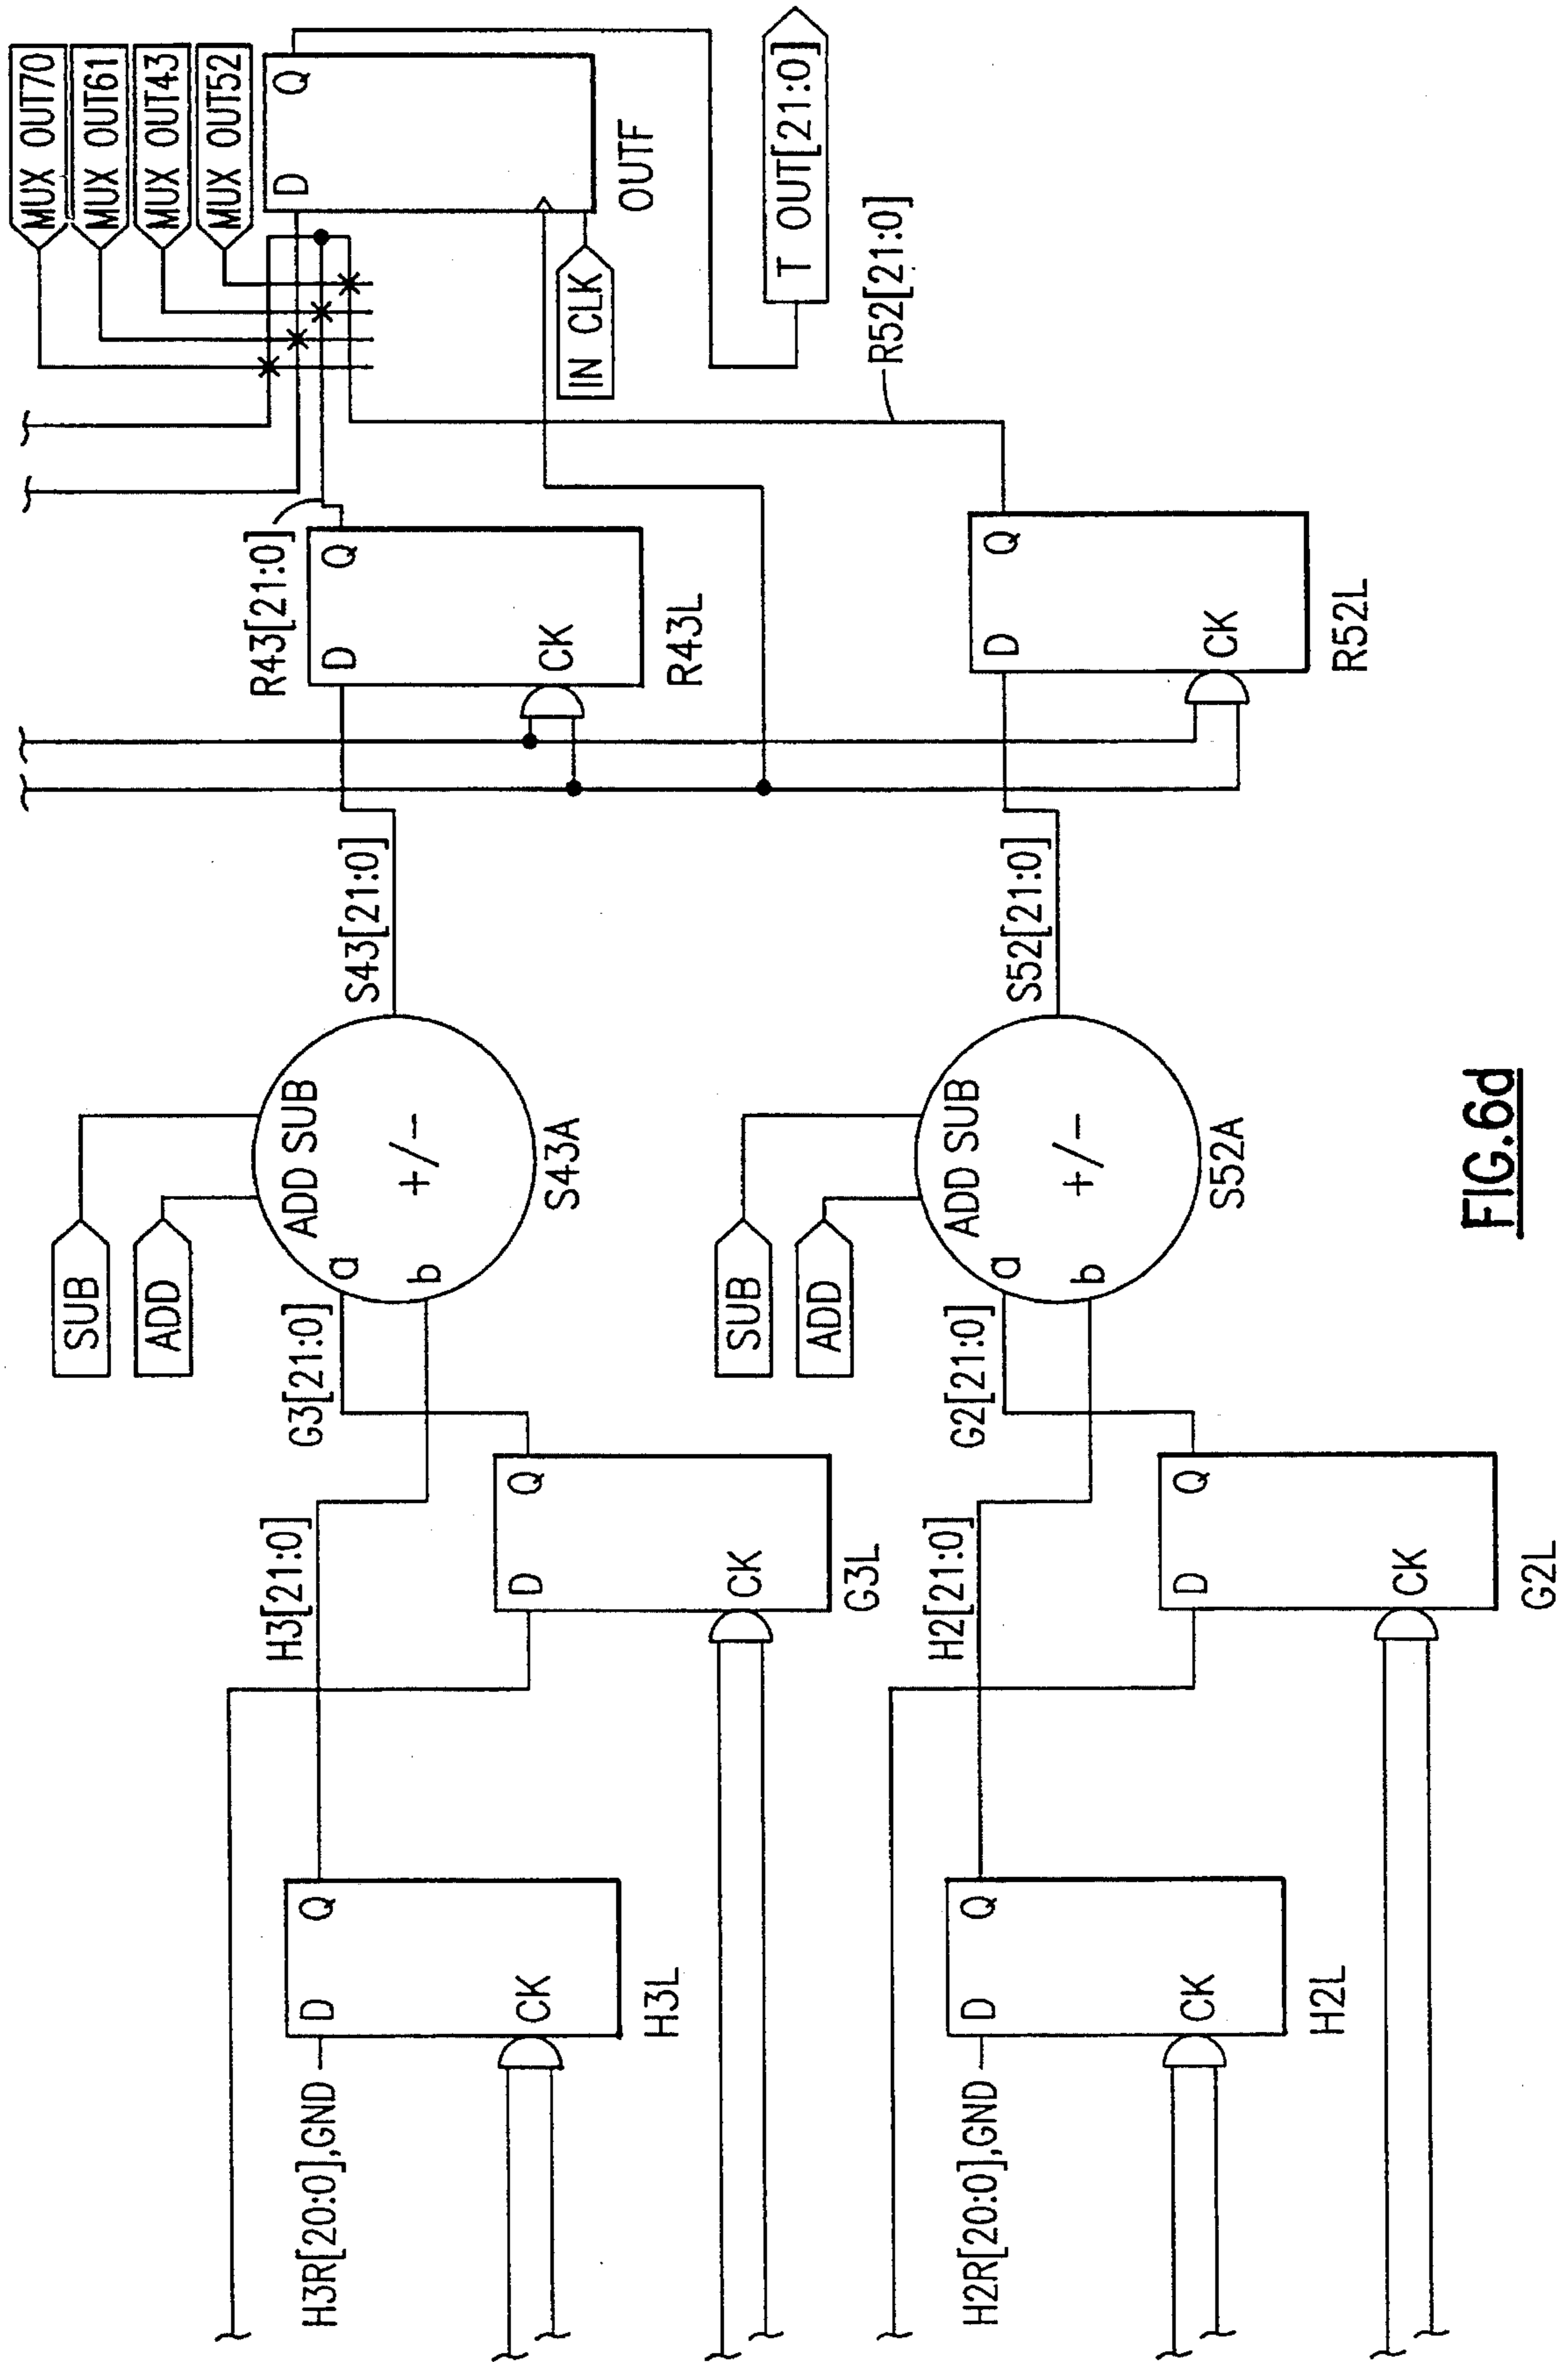 MUX OUT70
MUX OUT61
MUX OUT43
MUX OUT52
D
Q
OUTF
IN CLK
T OUT[21:0]
R43[21:0]
D
Q
CK
R43L
R52[21:0]
D
Q
CK
R52L
SUB
ADD
ADD SUB
a
b
+/-
S43A
S43[21:0]
G3[21:0]
H3[21:0]
D
Q
CK
G3L
H3R[20:0],GND
D
Q
CK
H3L
SUB
ADD
ADD SUB
a
b
+/-
S52A
S52[21:0]
G2[21:0]
H2[21:0]
D
Q
CK
G2L
H2R[20:0],GND
D
Q
CK
H2L
FIG.6d